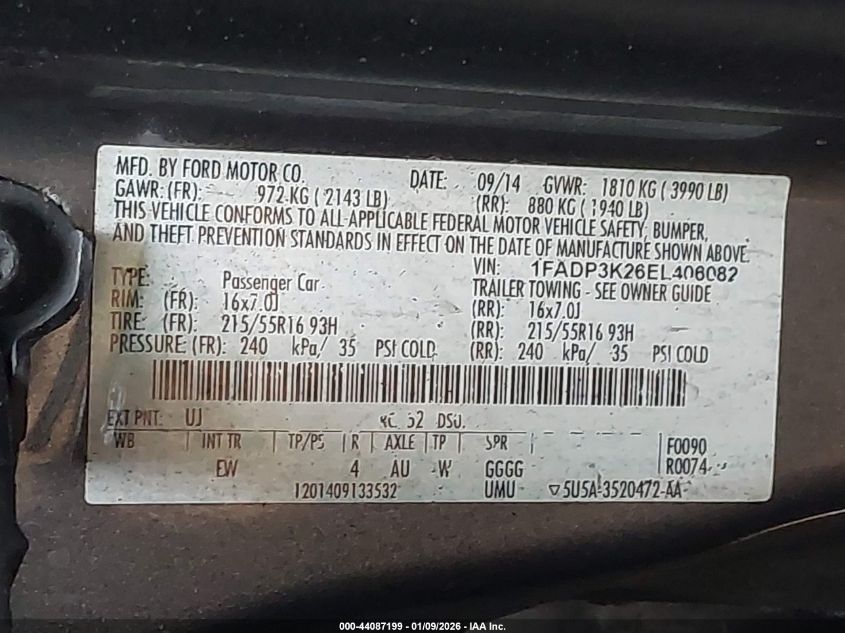 MFD. BY FORD MOTOR CO. DATE: 09/14 GVWR: 1810 KG ( 3990 LB)
GAWR: (FR): 972 KG ( 2143 LB) (RR): 880 KG ( 1940 LB)
THIS VEHICLE CONFORMS TO ALL APPLICABLE FEDERAL MOTOR VEHICLE SAFETY, BUMPER,
AND THEFT PREVENTION STANDARDS IN EFFECT ON THE DATE OF MANUFACTURE SHOWN ABOVE.
VIN: 1FADP3K26EL406082
TYPE: Passenger Car TRAILER TOWING - SEE OWNER GUIDE
RIM: (FR): 16x7.0J (RR): 16x7.0J
TIRE: (FR): 215/55R16 93H (RR): 215/55R16 93H
PRESSURE: (FR): 240 kPa/ 35 PSI COLD (RR): 240 kPa/ 35 PSI COLD
EXT PNT: UJ 52 DSO:
WB INT TR TP/PS R AXLE TP SPR F0090
EW 4 AU W GGGG R0074
1201409133532 UMU ▽5U5A-3520472-AA
000-44087199 - 01/09/2026 - IAA Inc.